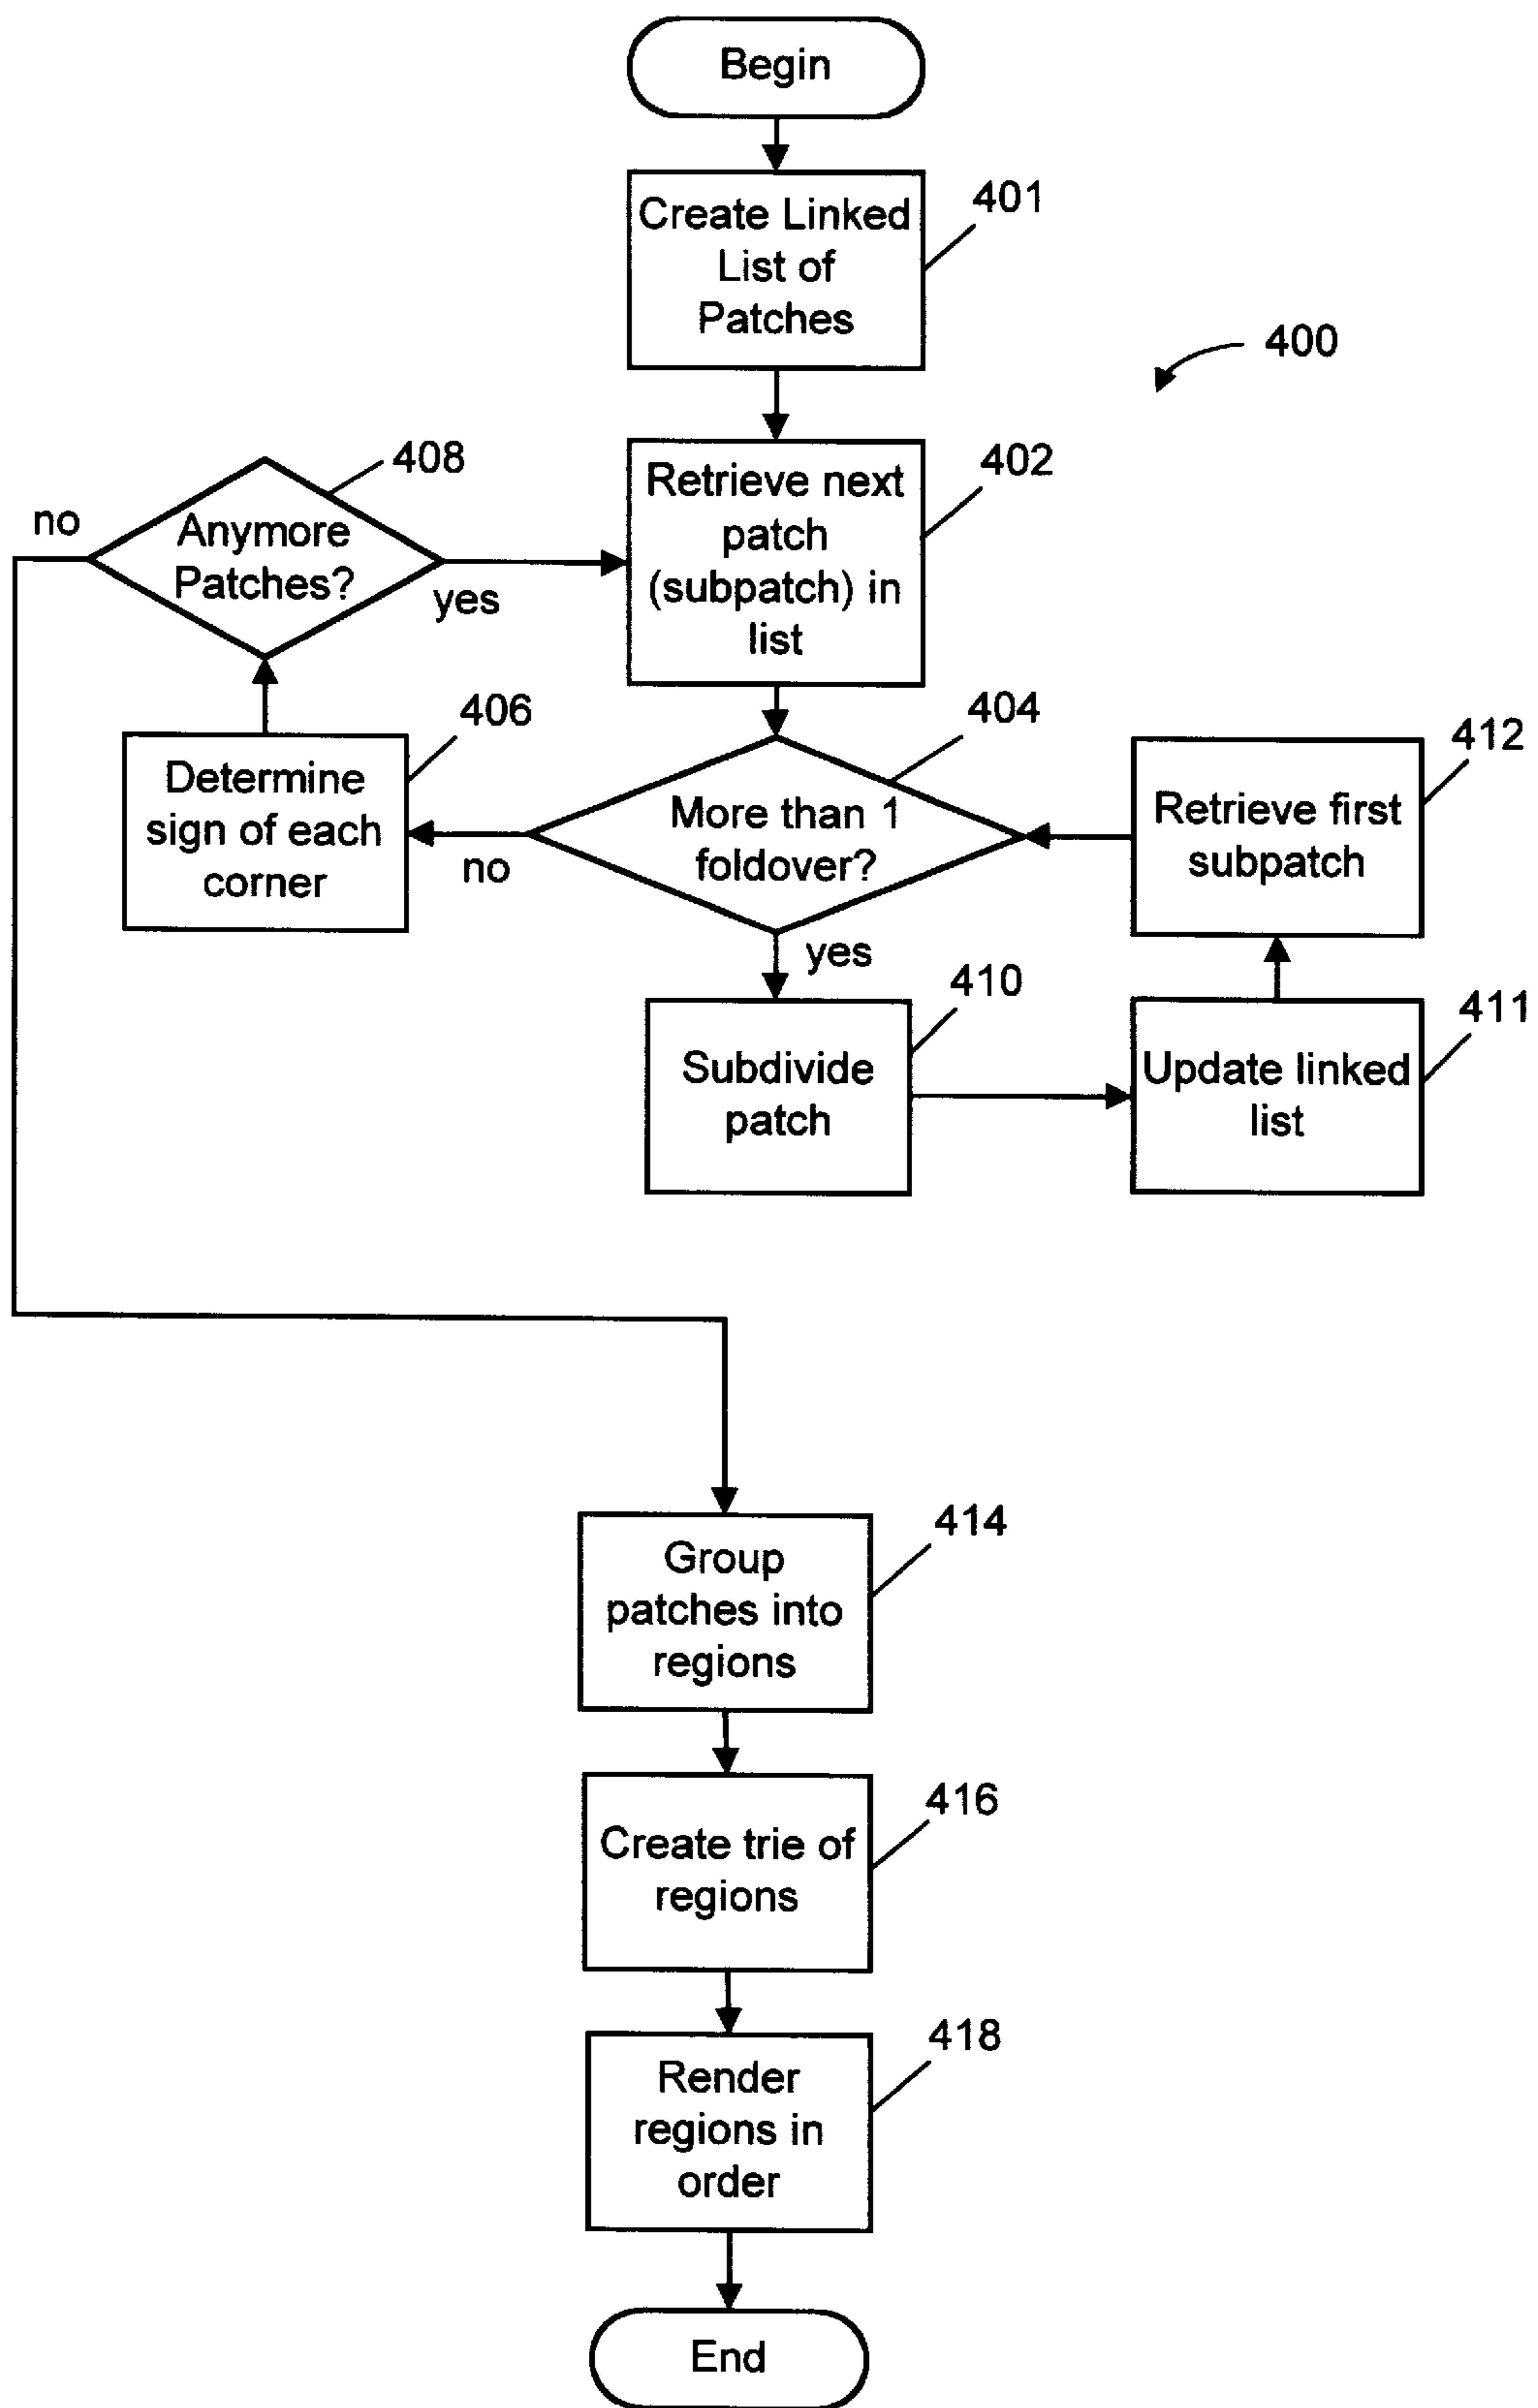 Begin
Create Linked
List of
Patches
401
400
408
no
Anymore
Patches?
yes
Retrieve next
patch
(subpatch) in
list
402
406
Determine
sign of each
corner
404
More than 1
foldover?
no
yes
412
Retrieve first
subpatch
410
Subdivide
patch
411
Update linked
list
414
Group
patches into
regions
416
Create trie of
regions
418
Render
regions in
order
End